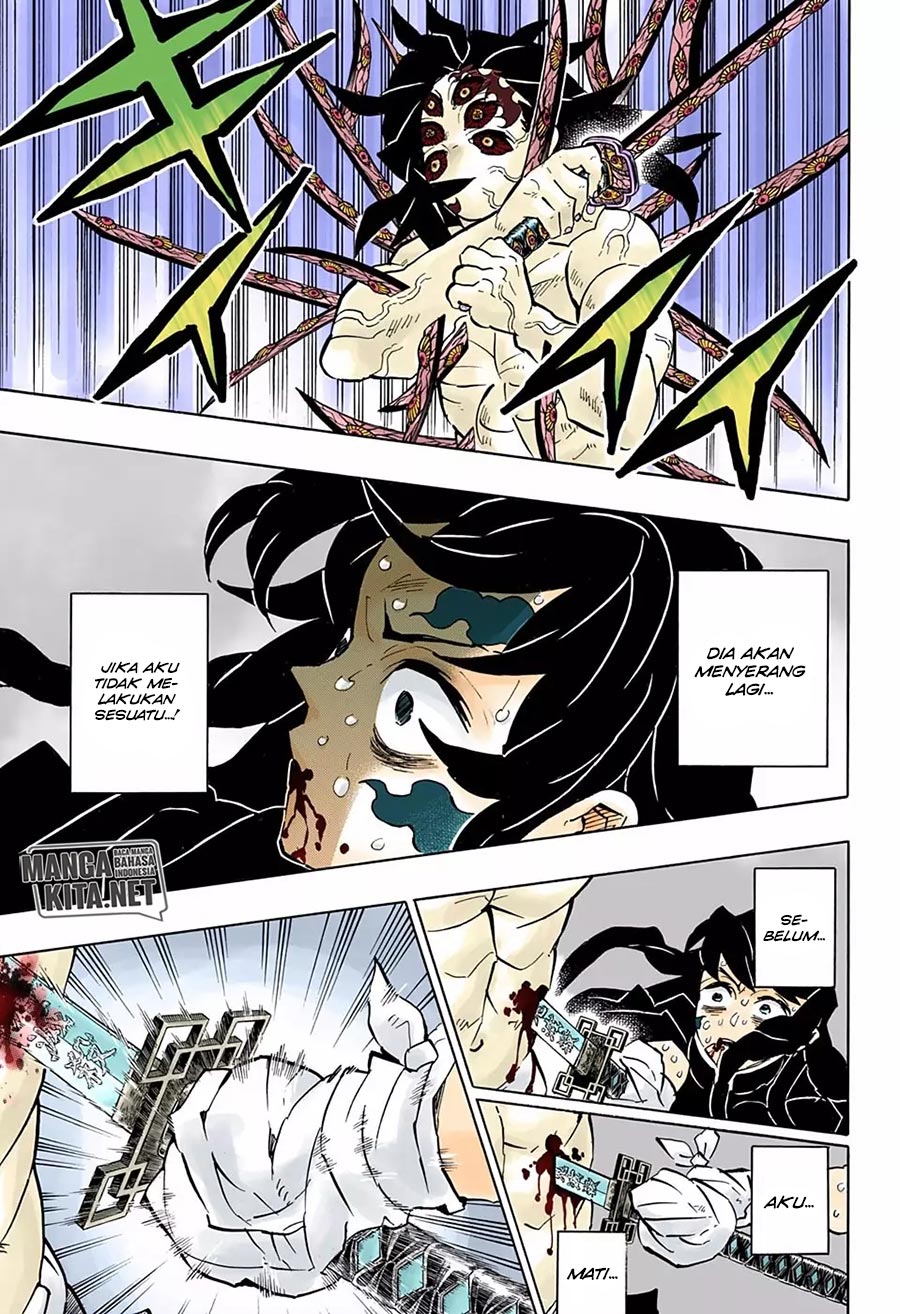 DIA AKAN
MENYERANG
LAGI...
JIKA AKU
TIDAK ME-
LAKUKAN
SESUATU...!
MANGA
KITA.NET
BACA MANGA
BAHASA
INDONESIA
SE-
BELUM...
AKU...
MATI...